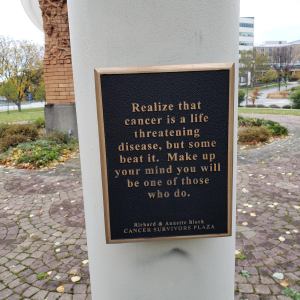 Realize that
cancer is a life
threatening
disease, but some
beat it. Make up
your mind you will
be one of those
who do.
Richard & Annette Bloch
CANCER SURVIVORS PLAZA